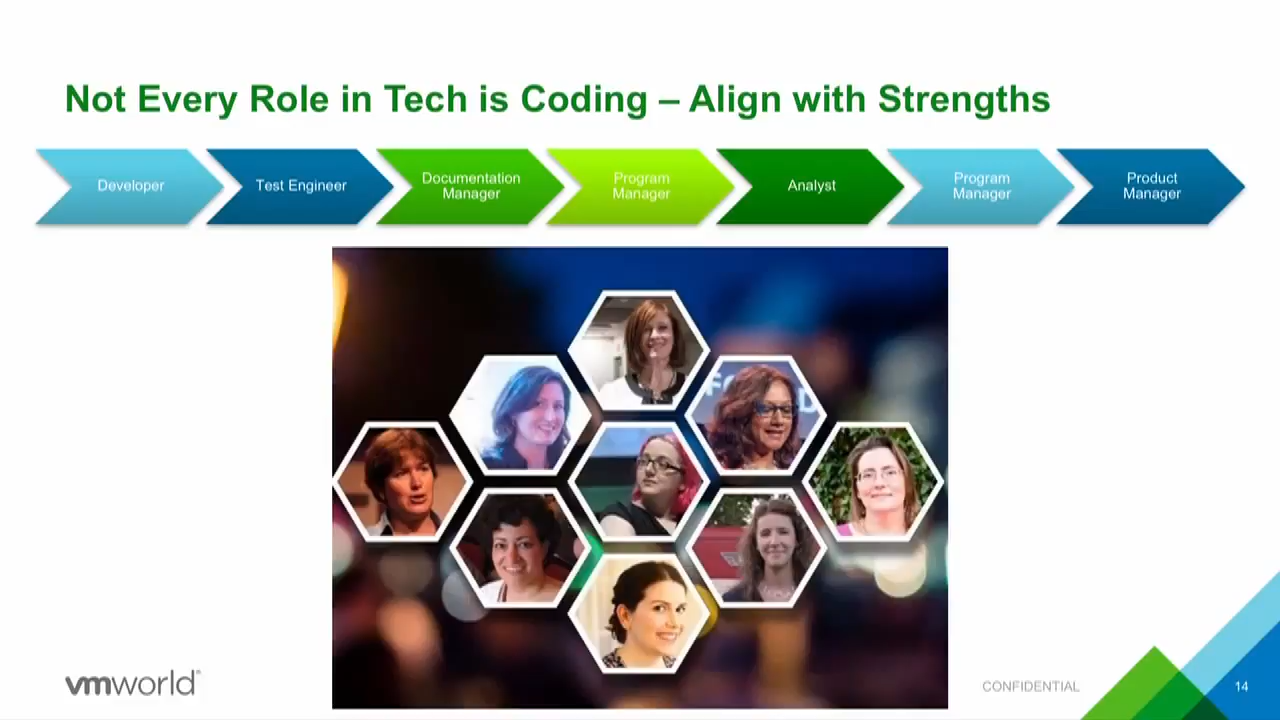 Not Every Role in Tech is Coding – Align with Strengths
Developer
Test Engineer
Documentation
Manager
Program
Manager
Analyst
Program
Manager
Product
Manager
vmworld®
CONFIDENTIAL
14